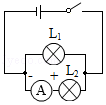 L₁
- A + L₂